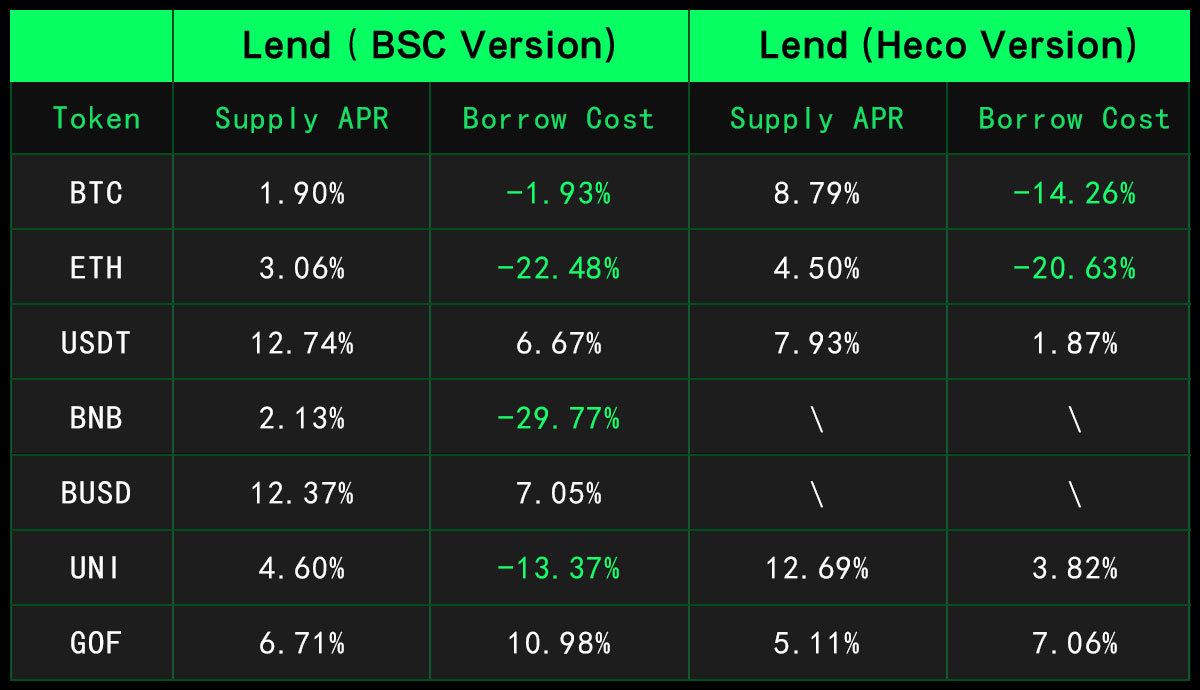 Lend ( BSC Version) Lend (Heco Version)
Token Supply APR Borrow Cost Supply APR Borrow Cost
BTC 1.90% -1.93% 8.79% -14.26%
ETH 3.06% -22.48% 4.50% -20.63%
USDT 12.74% 6.67% 7.93% 1.87%
BNB 2.13% -29.77% \ \
BUSD 12.37% 7.05% \ \
UNI 4.60% -13.37% 12.69% 3.82%
GOF 6.71% 10.98% 5.11% 7.06%